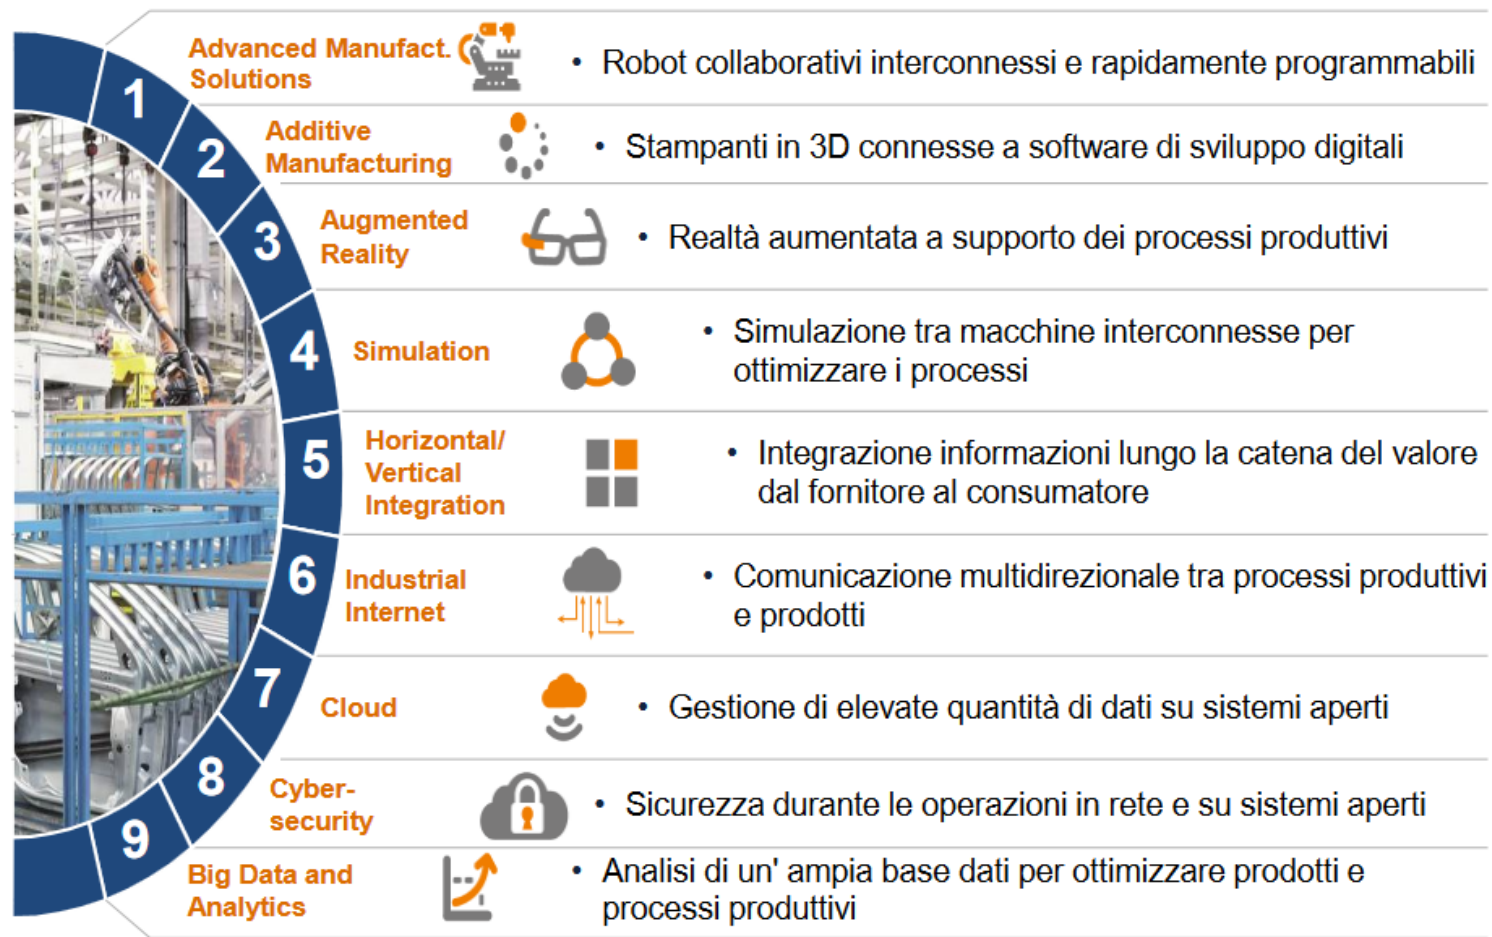 1
Advanced Manufact.
Solutions
• Robot collaborativi interconnessi e rapidamente programmabili
2
Additive
Manufacturing
• Stampanti in 3D connesse a software di sviluppo digitali
3
Augmented
Reality
• Realtà aumentata a supporto dei processi produttivi
4
Simulation
• Simulazione tra macchine interconnesse per
ottimizzare i processi
5
Horizontal/
Vertical
Integration
• Integrazione informazioni lungo la catena del valore
dal fornitore al consumatore
6
Industrial
Internet
• Comunicazione multidirezionale tra processi produttivi
e prodotti
7
Cloud
• Gestione di elevate quantità di dati su sistemi aperti
8
Cyber-
security
• Sicurezza durante le operazioni in rete e su sistemi aperti
9
Big Data and
Analytics
• Analisi di un' ampia base dati per ottimizzare prodotti e
processi produttivi